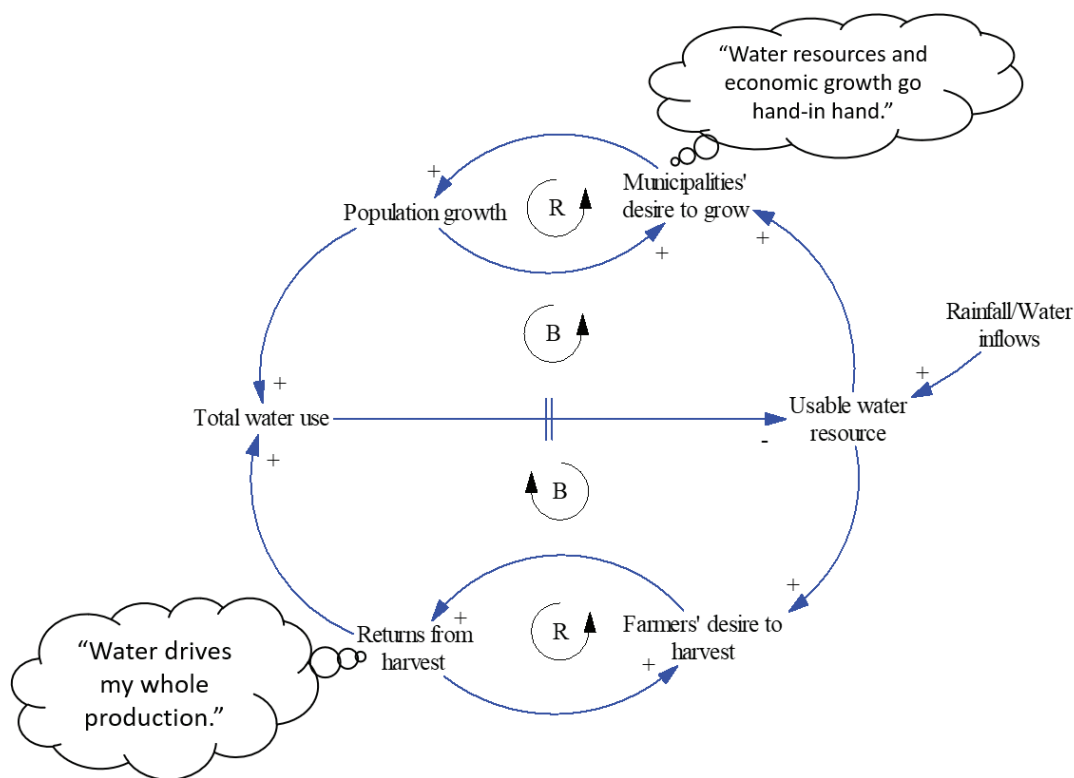 “Water resources and
economic growth go
hand-in hand.”
+
Population growth
R
Municipalities'
desire to grow
+
+
B
Rainfall/Water
inflows
+
+
Total water use
Usable water
resource
+
-
B
+
“Water drives
my whole
production.”
Returns from
harvest
+
R
Farmers' desire to
harvest
+